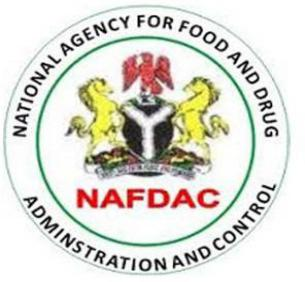 NATIONAL AGENCY FOR FOOD AND DRUG
NAFDAC
ADMINSTRATION AND CONTROL